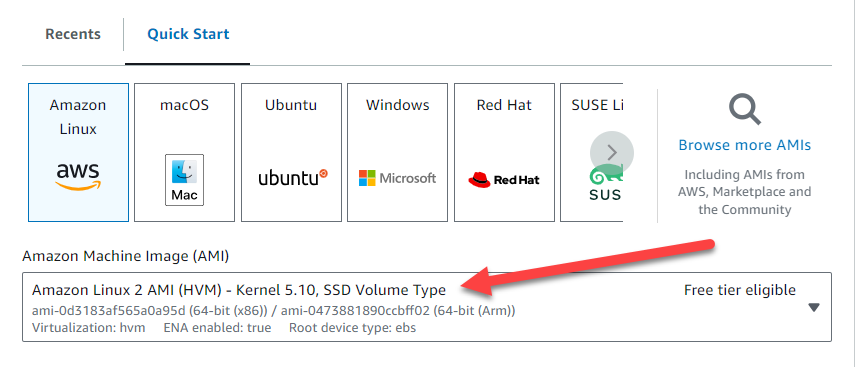 Recents
Quick Start
Amazon
Linux
aws
macOS
Mac
Ubuntu
ubuntu
Windows
Microsoft
Red Hat
Red Hat
SUSE Li
SUS
Browse more AMIs
Including AMIs from
AWS, Marketplace and
the Community
Amazon Machine Image (AMI)
Amazon Linux 2 AMI (HVM) - Kernel 5.10, SSD Volume Type
Free tier eligible
ami-0d3183af565a0a95d (64-bit (x86)) / ami-0473881890ccbff02 (64-bit (Arm))
Virtualization: hvm ENA enabled: true Root device type: ebs